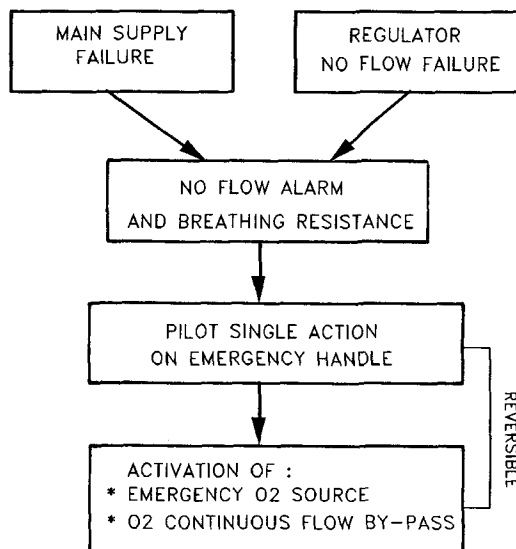 MAIN SUPPLY
FAILURE
REGULATOR
NO FLOW FAILURE
NO FLOW ALARM
AND BREATHING RESISTANCE
PILOT SINGLE ACTION
ON EMERGENCY HANDLE
REVERSIBLE
ACTIVATION OF :
* EMERGENCY O2 SOURCE
* O2 CONTINUOUS FLOW BY-PASS